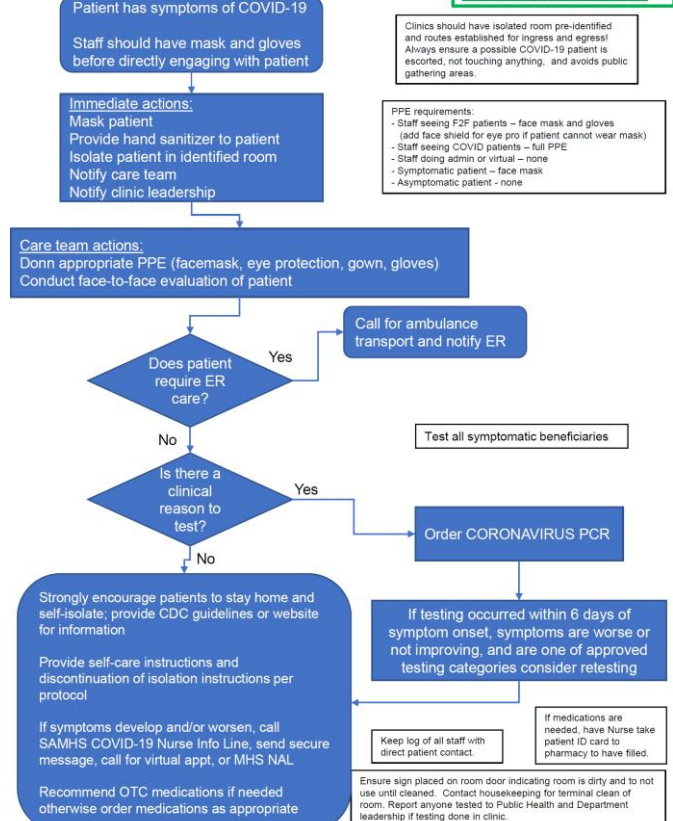 Patient has symptoms of COVID-19
Staff should have mask and gloves
before directly engaging with patient
Clinics should have isolated room pre-identified
and routes established for ingress and egress!
Always ensure a possible COVID-19 patient is
escorted, not touching anything, and avoids public
gathering areas.
Immediate actions:
Mask patient
Provide hand sanitizer to patient
Isolate patient in identified room
Notify care team
Notify clinic leadership
PPE requirements:
- Staff seeing F2F patients – face mask and gloves
(add face shield for eye pro if patient cannot wear mask)
- Staff seeing COVID patients – full PPE
- Staff doing admin or virtual – none
- Symptomatic patient – face mask
- Asymptomatic patient - none
Care team actions:
Donn appropriate PPE (facemask, eye protection, gown, gloves)
Conduct face-to-face evaluation of patient
Does patient
require ER
care?
Yes
Call for ambulance
transport and notify ER
No
Test all symptomatic beneficiaries
Is there a
clinical
reason to
test?
Yes
Order CORONAVIRUS PCR
No
If testing occurred within 6 days of
symptom onset, symptoms are worse or
not improving, and are one of approved
testing categories consider retesting
Strongly encourage patients to stay home and
self-isolate; provide CDC guidelines or website
for information
Provide self-care instructions and
discontinuation of isolation instructions per
protocol
If symptoms develop and/or worsen, call
SAMHS COVID-19 Nurse Info Line, send secure
message, call for virtual appt, or MHS NAL
Recommend OTC medications if needed
otherwise order medications as appropriate
Keep log of all staff with
direct patient contact.
If medications are
needed, have Nurse take
patient ID card to
pharmacy to have filled.
Ensure sign placed on room door indicating room is dirty and to not
use until cleaned. Contact housekeeping for terminal clean of
room. Report anyone tested to Public Health and Department
leadership if testing done in clinic.